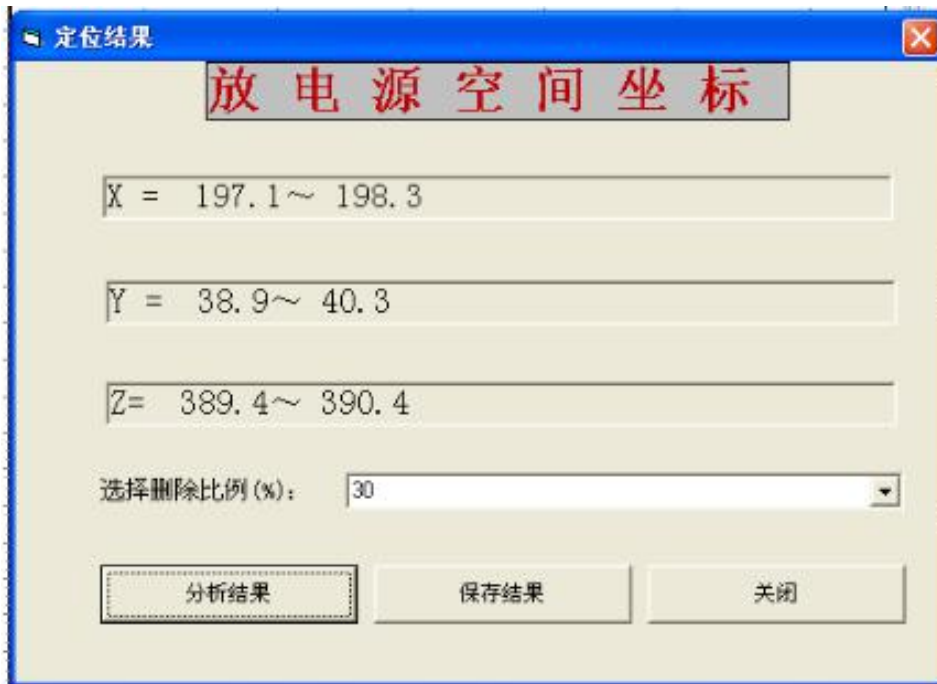 定位结果
放电源空间坐标
X = 197.1～ 198.3
Y = 38.9～ 40.3
Z= 389.4～ 390.4
选择删除比例(%)： 30
分析结果 保存结果 关闭